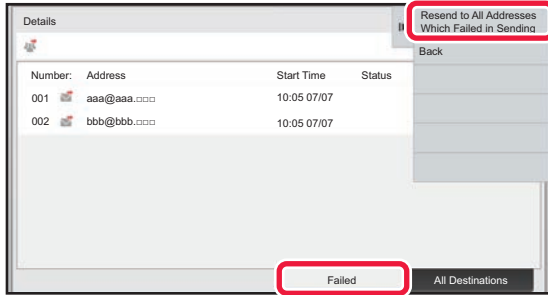 Details
Resend to All Addresses
Which Failed in Sending
Back
Number: Address Start Time Status
001 aaa@aaa.□□□ 10:05 07/07
002 bbb@bbb.□□□ 10:05 07/07
Failed All Destinations